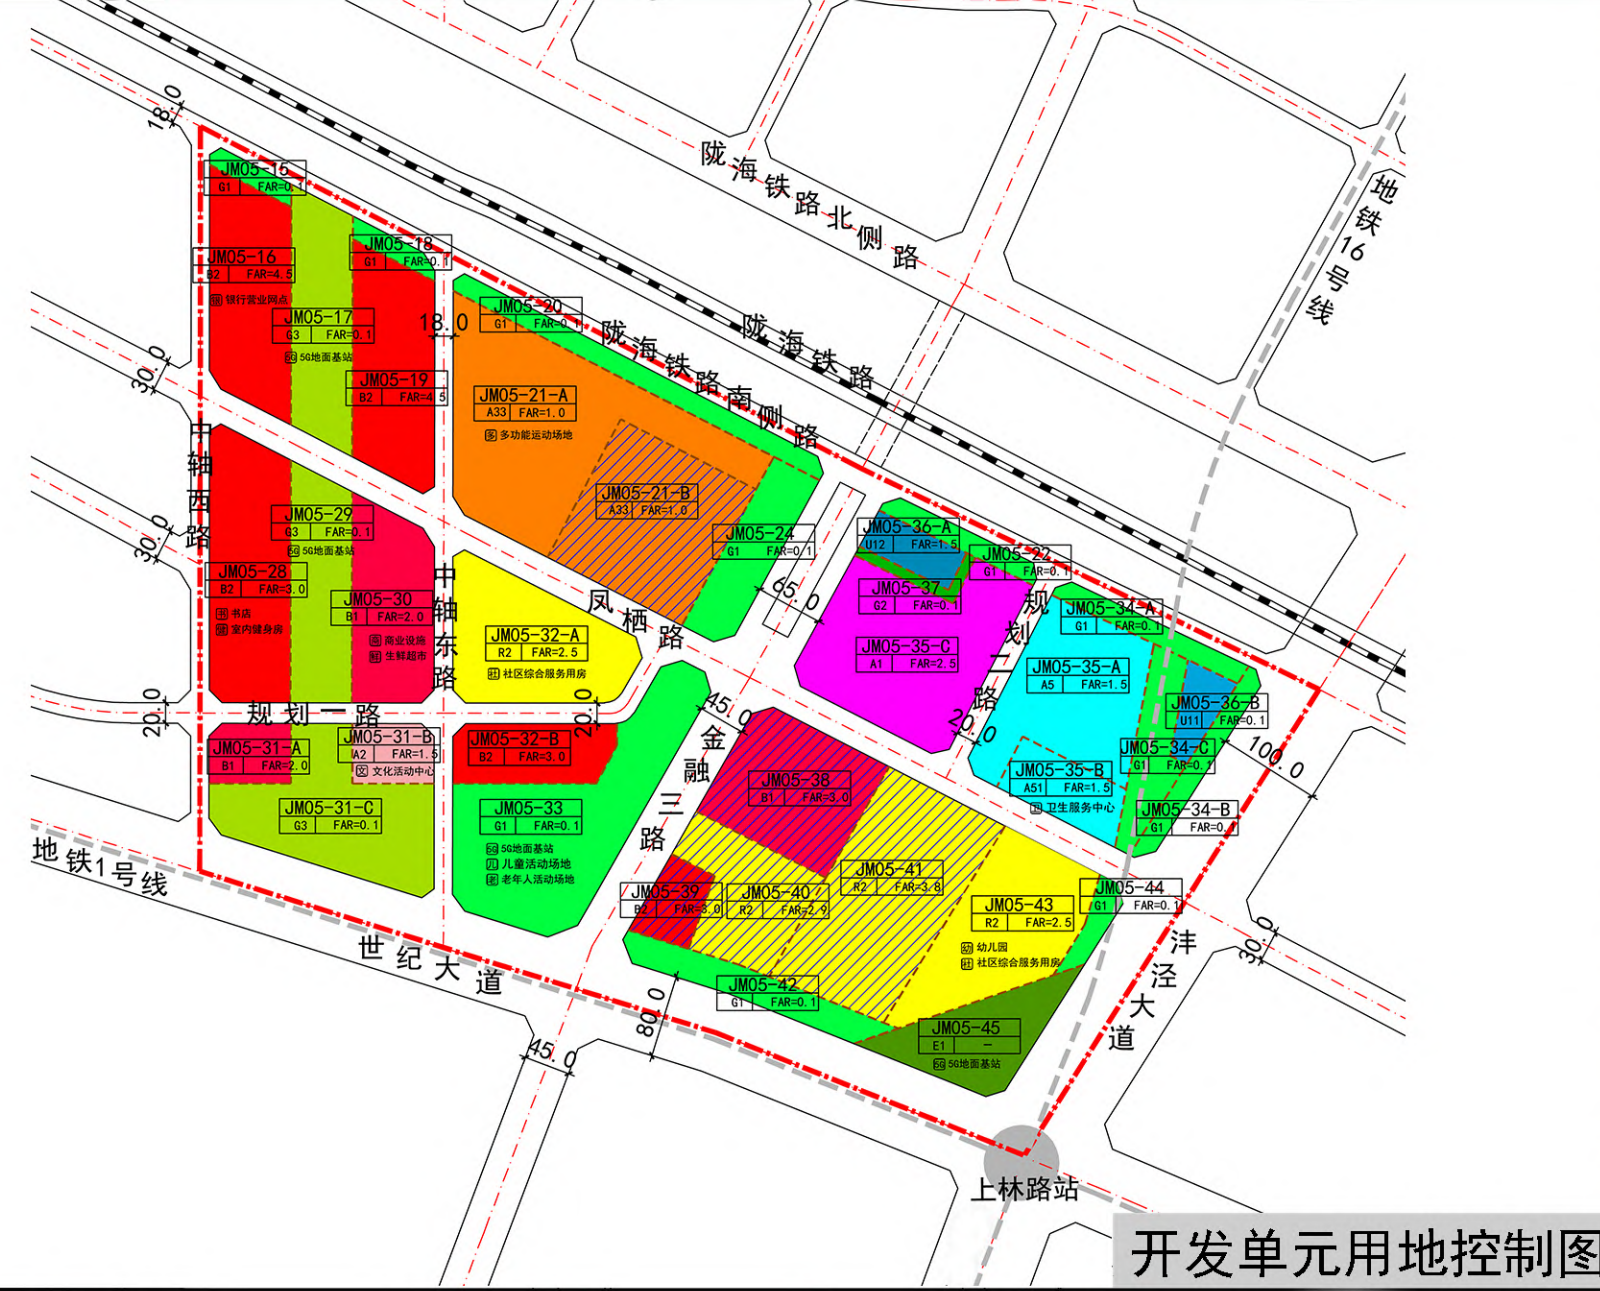 18.0
陇海铁路北侧路
地铁16号线
JM05-15
G1 FAR=0.1
JM05-16
B2 FAR=4.5
银行营业网点
JM05-17
G3 FAR=0.1
5G 5G地面基站
JM05-18
G1 FAR=0.1
18.0
JM05-19
B2 FAR=4.5
JM05-20
G1 FAR=0.1
陇海铁路南侧路
陇海铁路
30.0
JM05-21-A
A33 FAR=1.0
多 多功能运动场地
JM05-21-B
A33 FAR=1.0
中轴西路
30.0
JM05-24
G1 FAR=0.1
65.0
JM05-36-A
U12 FAR=1.5
JM05-22
G1 FAR=0.1
JM05-37
G2 FAR=0.1
JM05-35-C
A1 FAR=2.5
规划二路
20.0
JM05-34-A
G1 FAR=0.1
JM05-35-A
A5 FAR=1.5
JM05-36-B
U11 FAR=0.1
JM05-34-C
G1 FAR=0.1
100.0
JM05-35-B
A51 FAR=1.5
卫 卫生服务中心
JM05-34-B
G1 FAR=0.
JM05-29
G3 FAR=0.1
5G 5G地面基站
JM05-28
B2 FAR=3.0
书 书店
健 室内健身房
JM05-30
B1 FAR=2.0
商 商业设施
鲜 生鲜超市
中轴东路
JM05-32-A
R2 FAR=2.5
社 社区综合服务用房
凤栖路
20.0
规划一路
20.0
45.0
金融三路
JM05-31-A
B1 FAR=2.0
JM05-31-B
A2 FAR=1.5
文 文化活动中心
JM05-31-C
G3 FAR=0.1
JM05-32-B
B2 FAR=3.0
JM05-33
G1 FAR=0.1
5G 5G地面基站
儿 儿童活动场地
老 老年人活动场地
JM05-38
B1 FAR=3.0
JM05-39
B2 FAR=3.0
JM05-40
R2 FAR=2.9
JM05-41
R2 FAR=3.8
JM05-43
R2 FAR=2.5
幼 幼儿园
社 社区综合服务用房
JM05-44
G1 FAR=0.1
JM05-42
G1 FAR=0.1
JM05-45
E1 —
5G 5G地面基站
地铁1号线
世纪大道
沣泾大道
30.0
80.0
45.0
上林路站
开发单元用地控制图